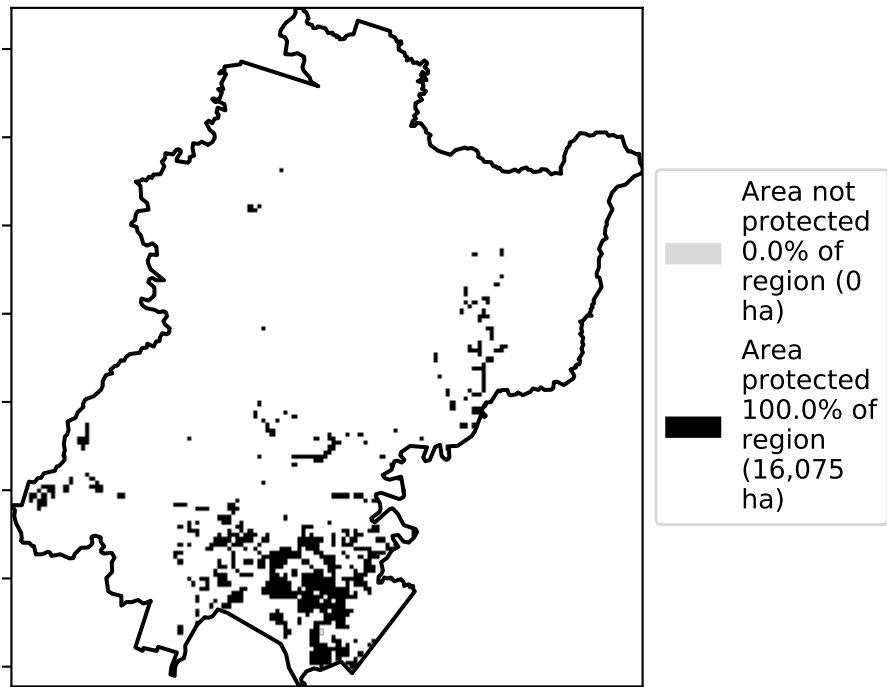 Area not
protected
0.0% of
region (0
ha)
Area
protected
100.0% of
region
(16,075
ha)